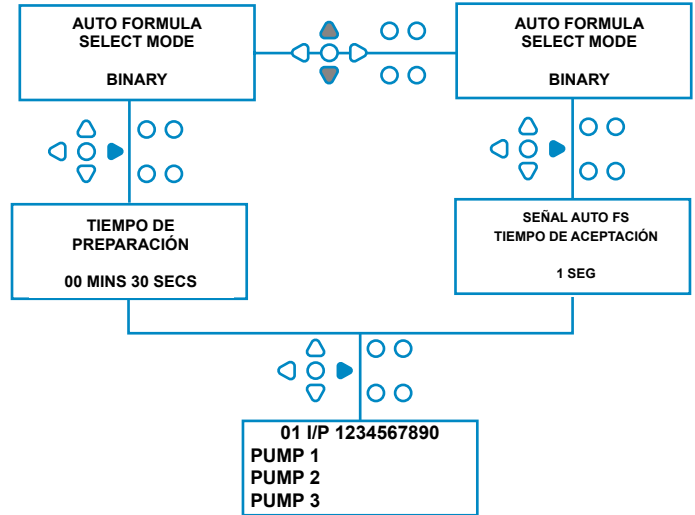 AUTO FORMULA
SELECT MODE
BINARY
AUTO FORMULA
SELECT MODE
BINARY
TIEMPO DE
PREPARACIÓN
00 MINS 30 SECS
SEÑAL AUTO FS
TIEMPO DE ACEPTACIÓN
1 SEG
01 I/P 1234567890
PUMP 1
PUMP 2
PUMP 3